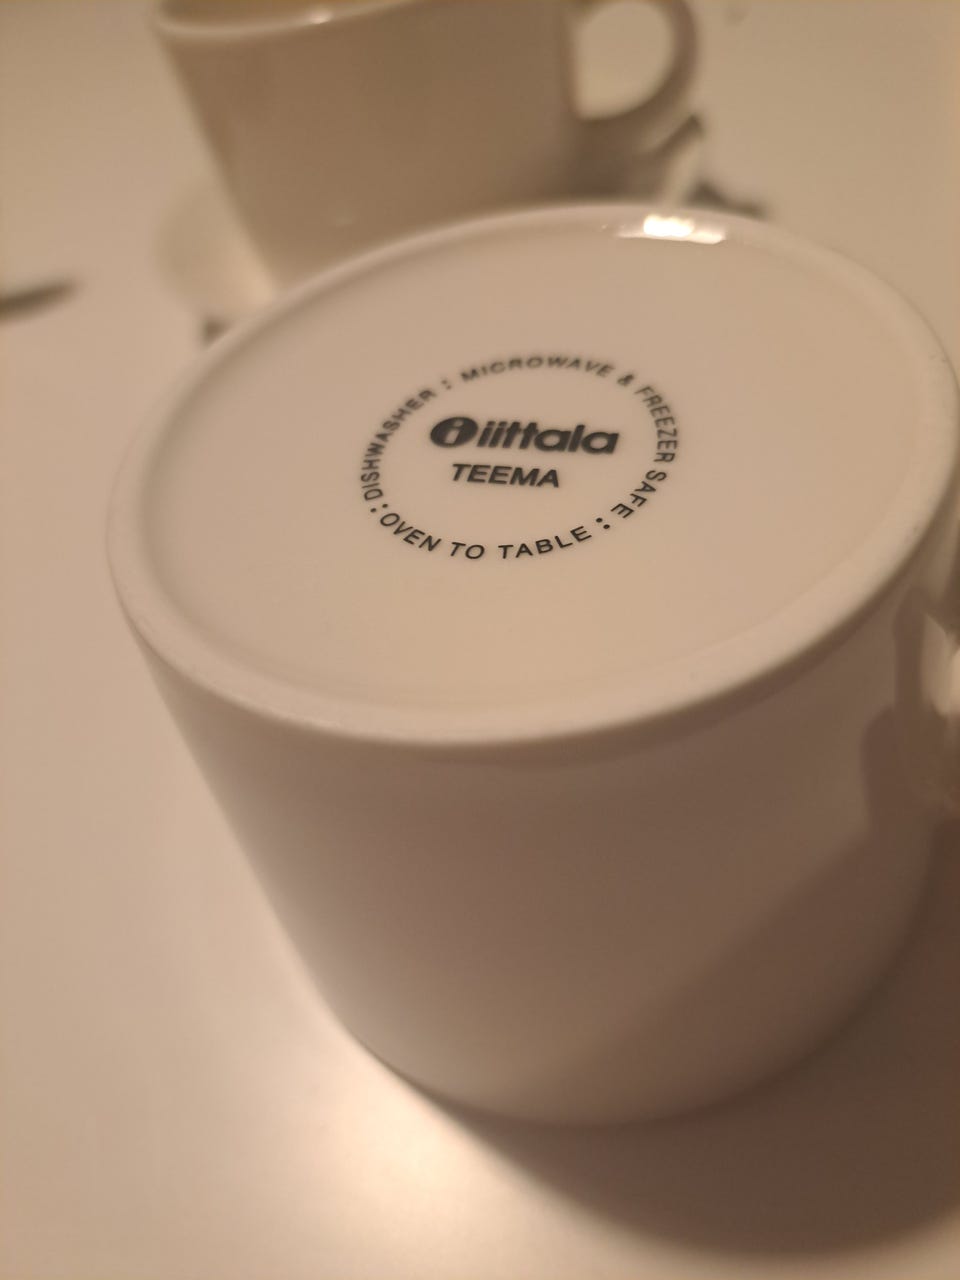 iittala
TEEMA
DISHWASHER : MICROWAVE & FREEZER SAFE :
OVEN TO TABLE :